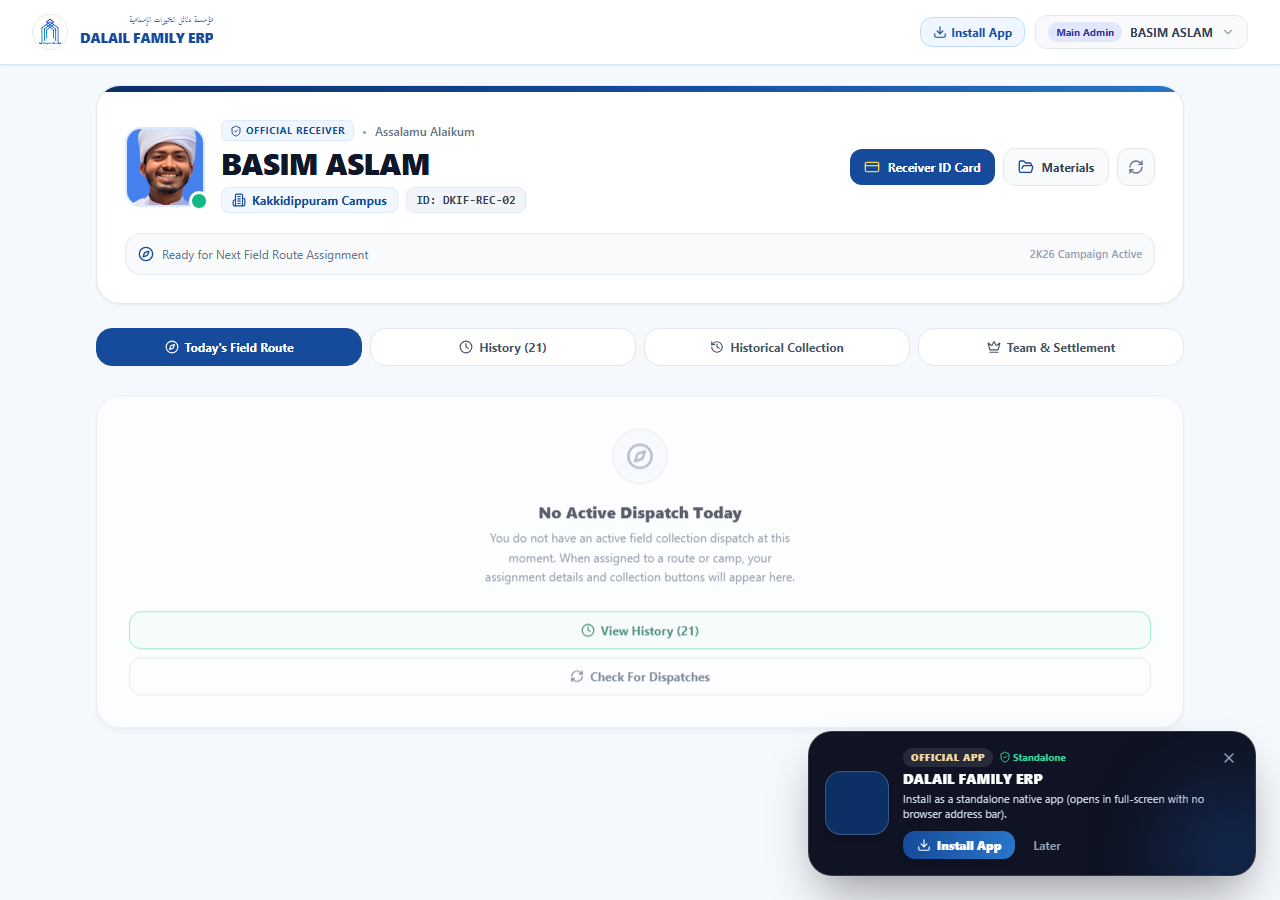 مؤسسة دلائل الخيرات الإسلامية
DALAIL FAMILY ERP
Install App
Main Admin BASIM ASLAM
OFFICIAL RECEIVER • Assalamu Alaikum
BASIM ASLAM
Kakkidippuram Campus ID: DKIF-REC-02
Receiver ID Card
Materials
Ready for Next Field Route Assignment
2K26 Campaign Active
Today's Field Route
History (21)
Historical Collection
Team & Settlement
No Active Dispatch Today
You do not have an active field collection dispatch at this
moment. When assigned to a route or camp, your
assignment details and collection buttons will appear here.
View History (21)
Check For Dispatches
OFFICIAL APP Standalone
DALAIL FAMILY ERP
Install as a standalone native app (opens in full-screen with no
browser address bar).
Install App Later